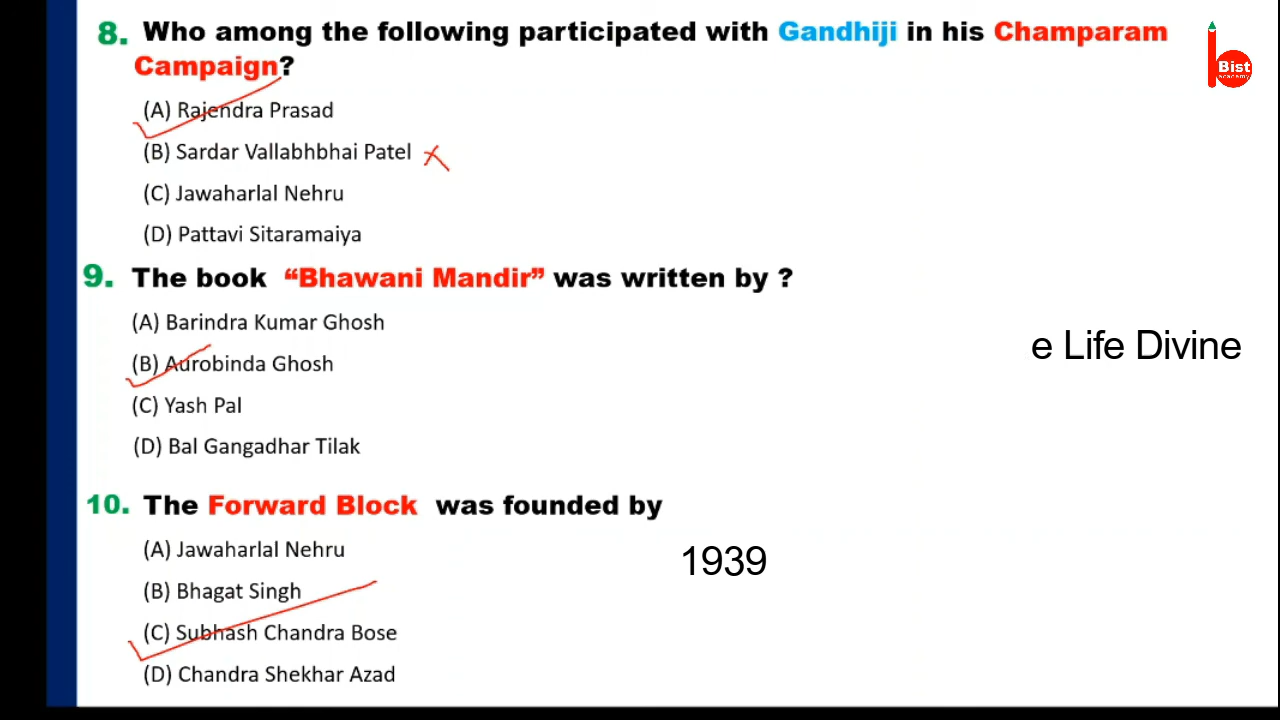 8. Who among the following participated with Gandhiji in his Champaram
Campaign?
(A) Rajendra Prasad
(B) Sardar Vallabhbhai Patel
(C) Jawaharlal Nehru
(D) Pattavi Sitaramaiya
Bist
academy
9. The book “Bhawani Mandir” was written by ?
(A) Barindra Kumar Ghosh
(B) Aurobinda Ghosh
(C) Yash Pal
(D) Bal Gangadhar Tilak
e Life Divine
10. The Forward Block was founded by
(A) Jawaharlal Nehru
(B) Bhagat Singh
(C) Subhash Chandra Bose
(D) Chandra Shekhar Azad
1939